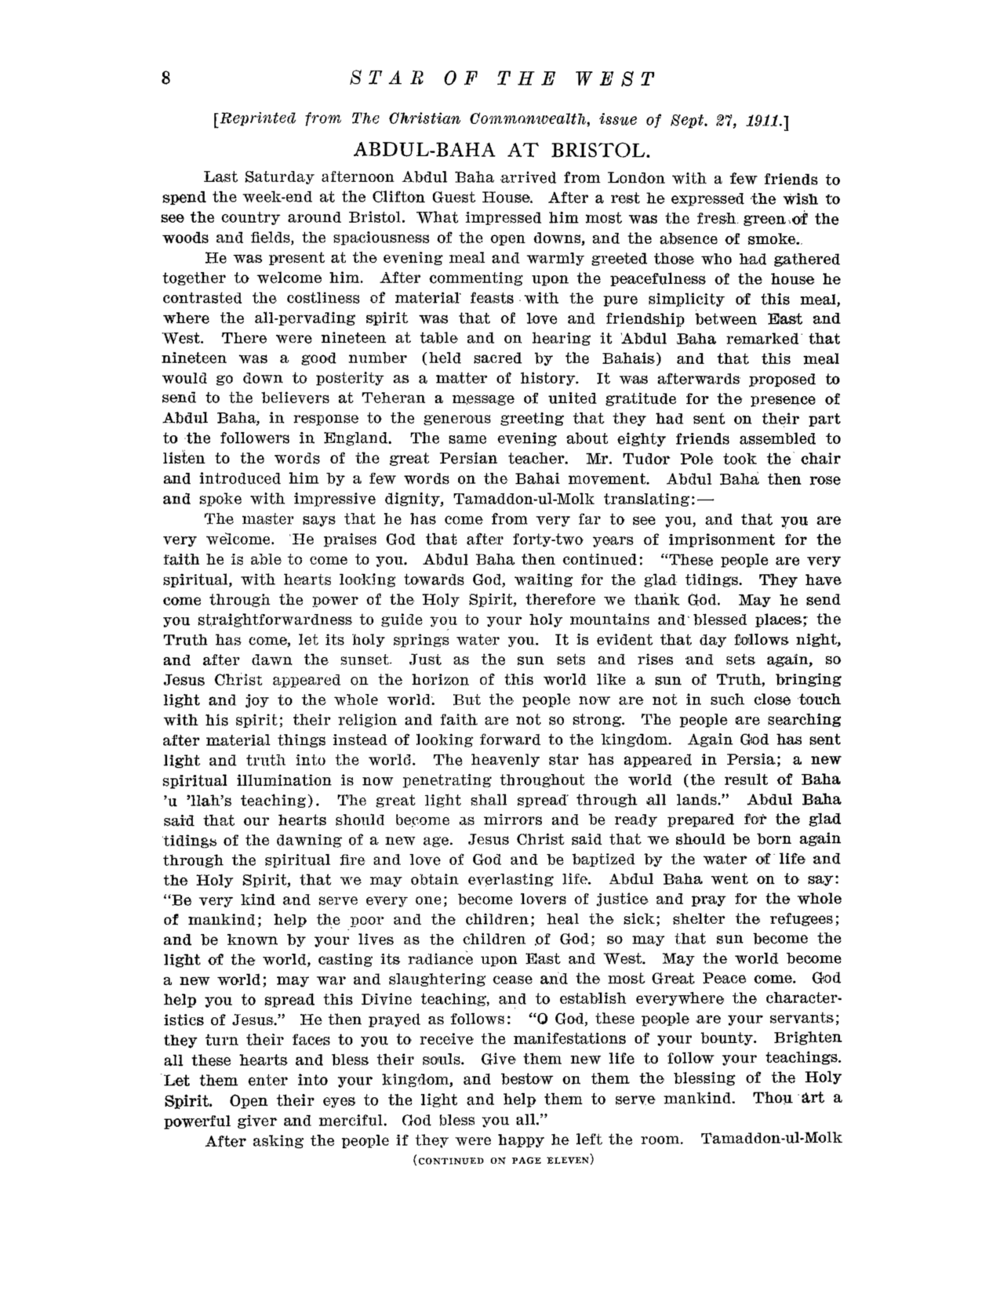 8 STAR OF THE WEST
[Reprinted from The Christian Commonwealth, issue of Sept. 27, 1911.]
ABDUL-BAHA AT BRISTOL.
Last Saturday afternoon Abdul Baha arrived from London with a few friends to
spend the week-end at the Clifton Guest House. After a rest he expressed the wish to
see the country around Bristol. What impressed him most was the fresh green of the
woods and fields, the spaciousness of the open downs, and the absence of smoke.
He was present at the evening meal and warmly greeted those who had gathered
together to welcome him. After commenting upon the peacefulness of the house he
contrasted the costliness of material feasts with the pure simplicity of this meal,
where the all-pervading spirit was that of love and friendship between East and
West. There were nineteen at table and on hearing it Abdul Baha remarked that
nineteen was a good number (held sacred by the Bahais) and that this meal
would go down to posterity as a matter of history. It was afterwards proposed to
send to the believers at Teheran a message of united gratitude for the presence of
Abdul Baha, in response to the generous greeting that they had sent on their part
to the followers in England. The same evening about eighty friends assembled to
listen to the words of the great Persian teacher. Mr. Tudor Pole took the chair
and introduced him by a few words on the Bahai movement. Abdul Baha then rose
and spoke with impressive dignity, Tamaddon-ul-Molk translating:—
The master says that he has come from very far to see you, and that you are
very welcome. He praises God that after forty-two years of imprisonment for the
faith he is able to come to you. Abdul Baha then continued: "These people are very
spiritual, with hearts looking towards God, waiting for the glad tidings. They have
come through the power of the Holy Spirit, therefore we thank God. May he send
you straightforwardness to guide you to your holy mountains and blessed places; the
Truth has come, let its holy springs water you. It is evident that day follows night,
and after dawn the sunset. Just as the sun sets and rises and sets again, so
Jesus Christ appeared on the horizon of this world like a sun of Truth, bringing
light and joy to the whole world. But the people now are not in such close touch
with his spirit; their religion and faith are not so strong. The people are searching
after material things instead of looking forward to the kingdom. Again God has sent
light and truth into the world. The heavenly star has appeared in Persia; a new
spiritual illumination is now penetrating throughout the world (the result of Baha
'u 'llah's teaching). The great light shall spread through all lands." Abdul Baha
said that our hearts should become as mirrors and be ready prepared for the glad
tidings of the dawning of a new age. Jesus Christ said that we should be born again
through the spiritual fire and love of God and be baptized by the water of life and
the Holy Spirit, that we may obtain everlasting life. Abdul Baha went on to say:
"Be very kind and serve every one; become lovers of justice and pray for the whole
of mankind; help the poor and the children; heal the sick; shelter the refugees;
and be known by your lives as the children of God; so may that sun become the
light of the world, casting its radiance upon East and West. May the world become
a new world; may war and slaughtering cease and the most Great Peace come. God
help you to spread this Divine teaching, and to establish everywhere the character-
istics of Jesus." He then prayed as follows: "O God, these people are your servants;
they turn their faces to you to receive the manifestations of your bounty. Brighten
all these hearts and bless their souls. Give them new life to follow your teachings.
Let them enter into your kingdom, and bestow on them the blessing of the Holy
Spirit. Open their eyes to the light and help them to serve mankind. Thou art a
powerful giver and merciful. God bless you all."
After asking the people if they were happy he left the room. Tamaddon-ul-Molk
(CONTINUED ON PAGE ELEVEN)